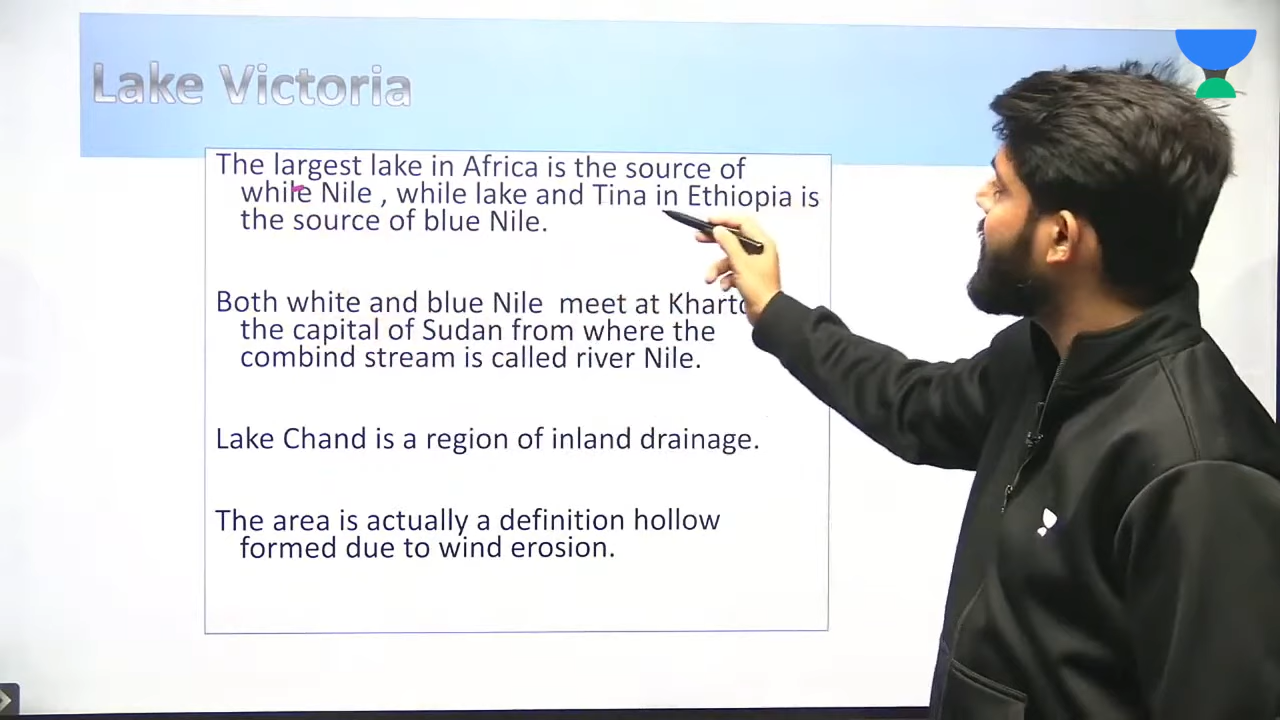 Lake Victoria
The largest lake in Africa is the source of
while Nile , while lake and Tina in Ethiopia is
the source of blue Nile.
Both white and blue Nile meet at
the capital of Sudan from where the
combind stream is called river Nile.
Lake Chand is a region of inland drainage.
The area is actually a definition hollow
formed due to wind erosion.